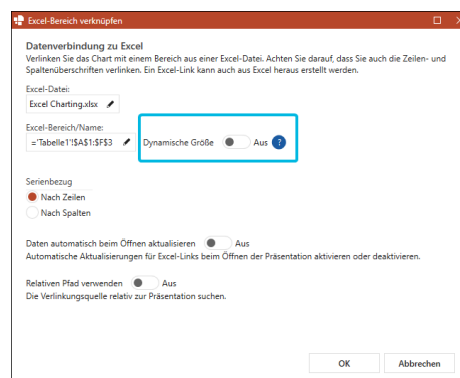 Excel-Bereich verknüpfen
Datenverbindung zu Excel
Verlinken Sie das Chart mit einem Bereich aus einer Excel-Datei. Achten Sie darauf, dass Sie auch die Zeilen- und
Spaltenüberschriften verlinken. Ein Excel-Link kann auch aus Excel heraus erstellt werden.
Excel-Datei:
Excel Charting.xlsx
Excel-Bereich/Name:
='Tabelle1'!$A$1:$F$3 Dynamische Größe Aus ?
Serienbezug
Nach Zeilen
Nach Spalten
Daten automatisch beim Öffnen aktualisieren Aus
Automatische Aktualisierungen für Excel-Links beim Öffnen der Präsentation aktivieren oder deaktivieren.
Relativen Pfad verwenden Aus
Die Verlinkungsquelle relativ zur Präsentation suchen.
OK Abbrechen